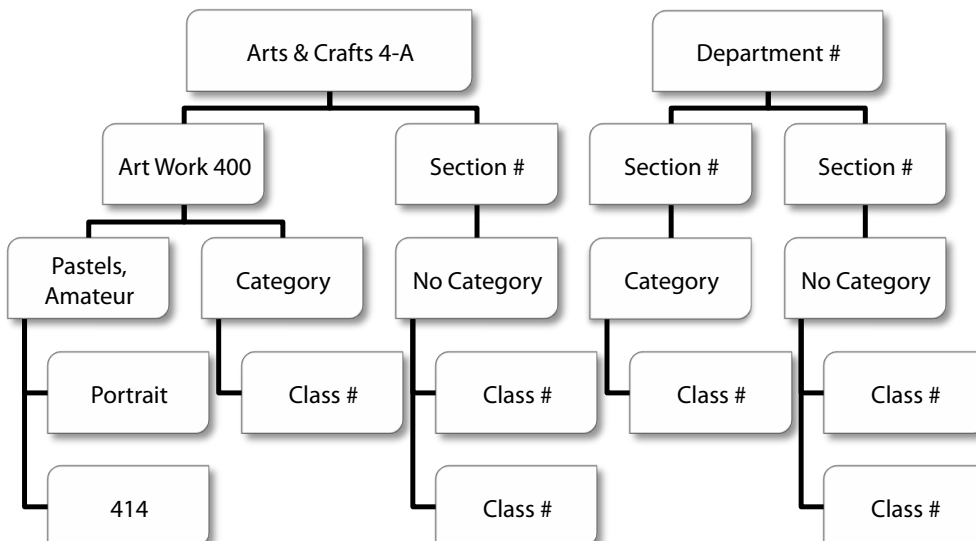 Arts & Crafts 4-A
Department #
Art Work 400
Section #
Section #
Section #
Pastels,
Amateur
Category
No Category
Category
No Category
Portrait
Class #
Class #
Class #
Class #
414
Class #
Class #